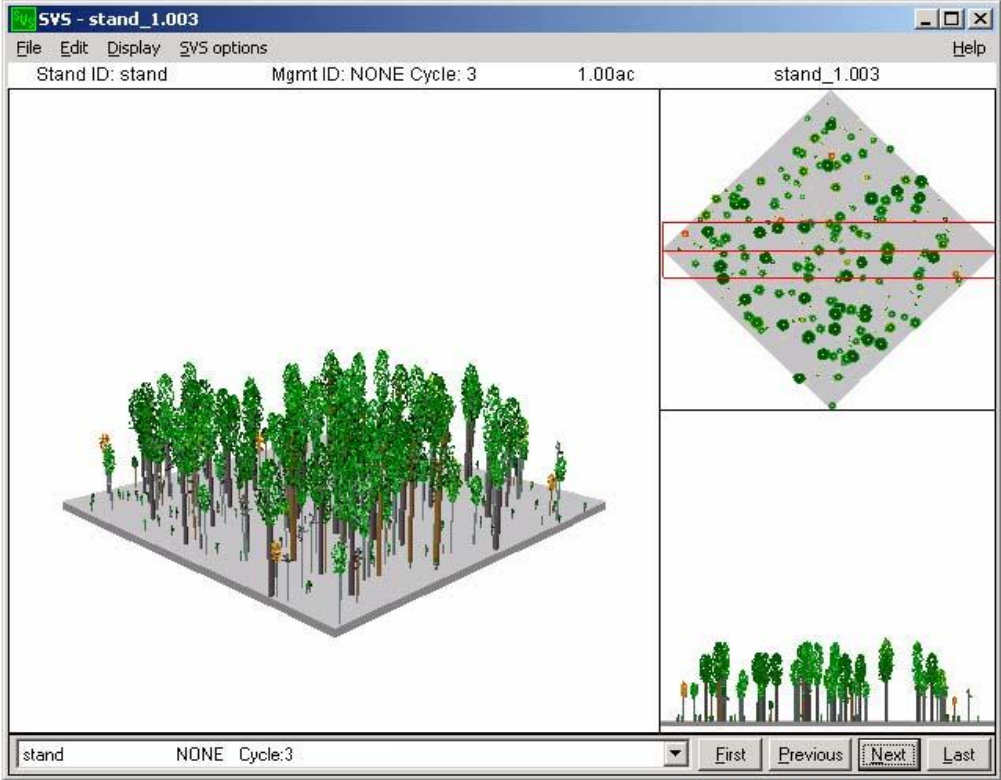 SVS - stand_1.003
File Edit Display SVS options Help
Stand ID: stand Mgmt ID: NONE Cycle: 3 1.00ac stand_1.003
stand NONE Cycle:3 First Previous Next Last